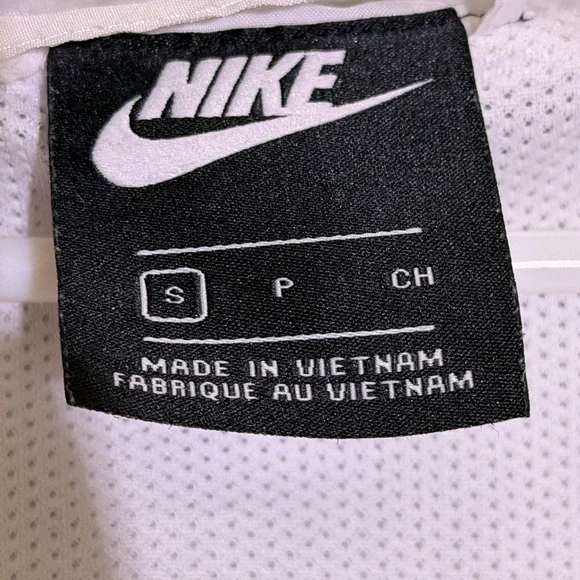 NIKE
S P CH
MADE IN VIETNAM
FABRIQUE AU VIETNAM